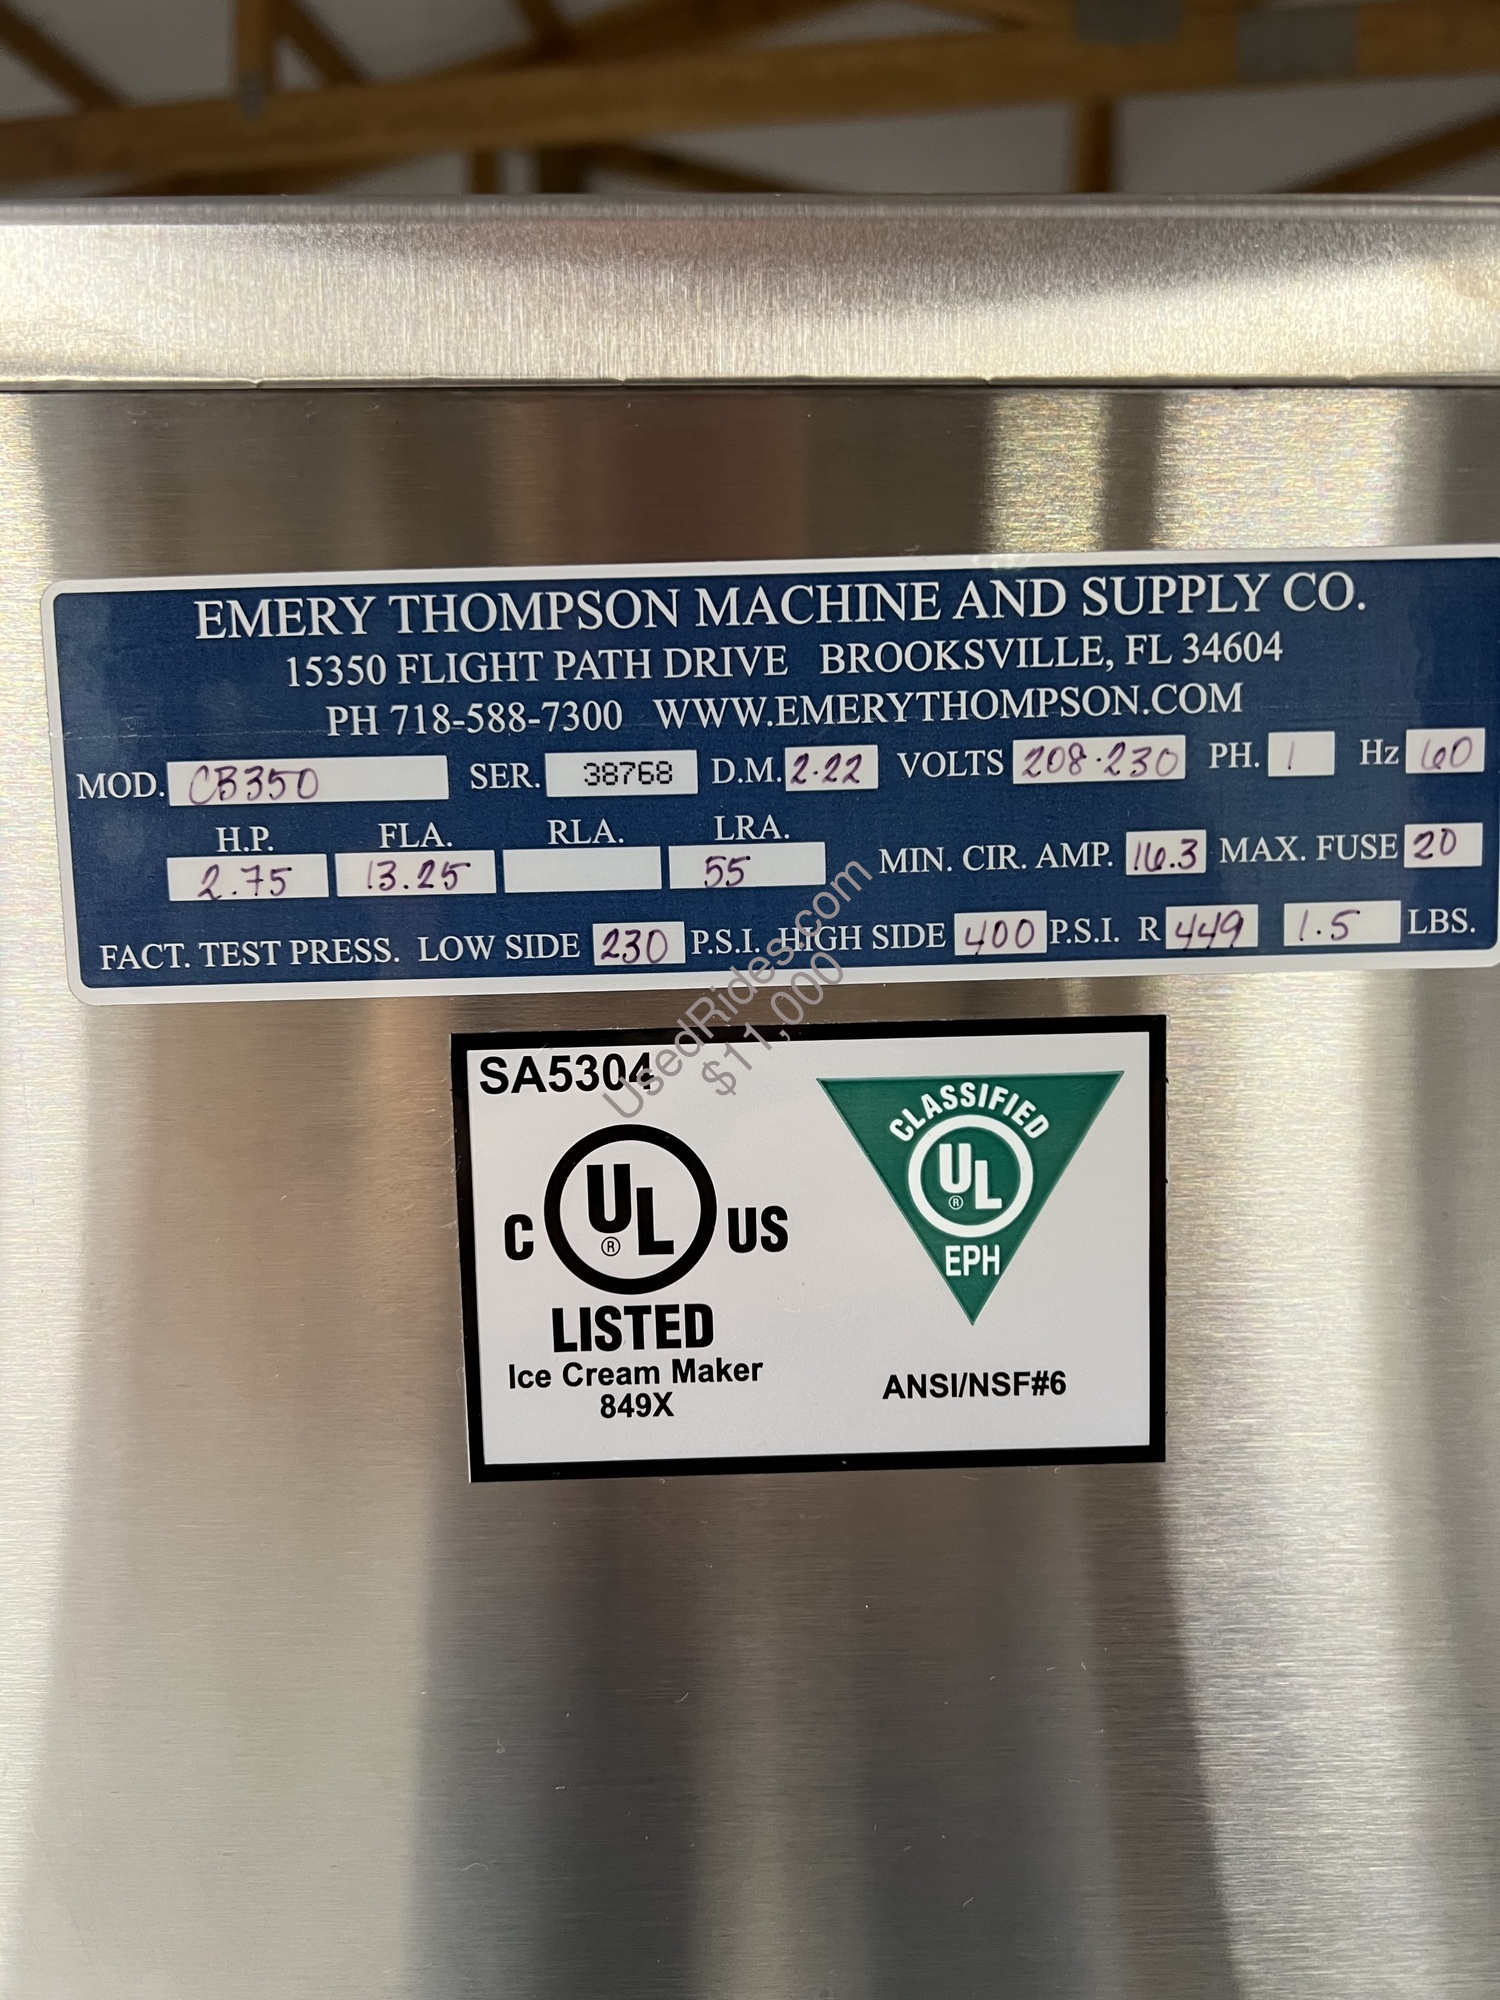 EMERY THOMPSON MACHINE AND SUPPLY CO.
15350 FLIGHT PATH DRIVE BROOKSVILLE, FL 34604
PH 718-588-7300 WWW.EMERYTHOMPSON.COM
MOD. CB350 SER. 38768 D.M. 2.22 VOLTS 208-230 PH. 1 Hz 60
H.P. FLA. RLA. LRA.
2.75 13.25 55 MIN. CIR. AMP. 16.3 MAX. FUSE 20
FACT. TEST PRESS. LOW SIDE 230 P.S.I. HIGH SIDE 400 P.S.I. R 449 1.5 LBS.
UsedRides.com
$11,000
SA5304
C UL ® US
LISTED
Ice Cream Maker
849X
CLASSIFIED
UL ®
EPH
ANSI/NSF#6